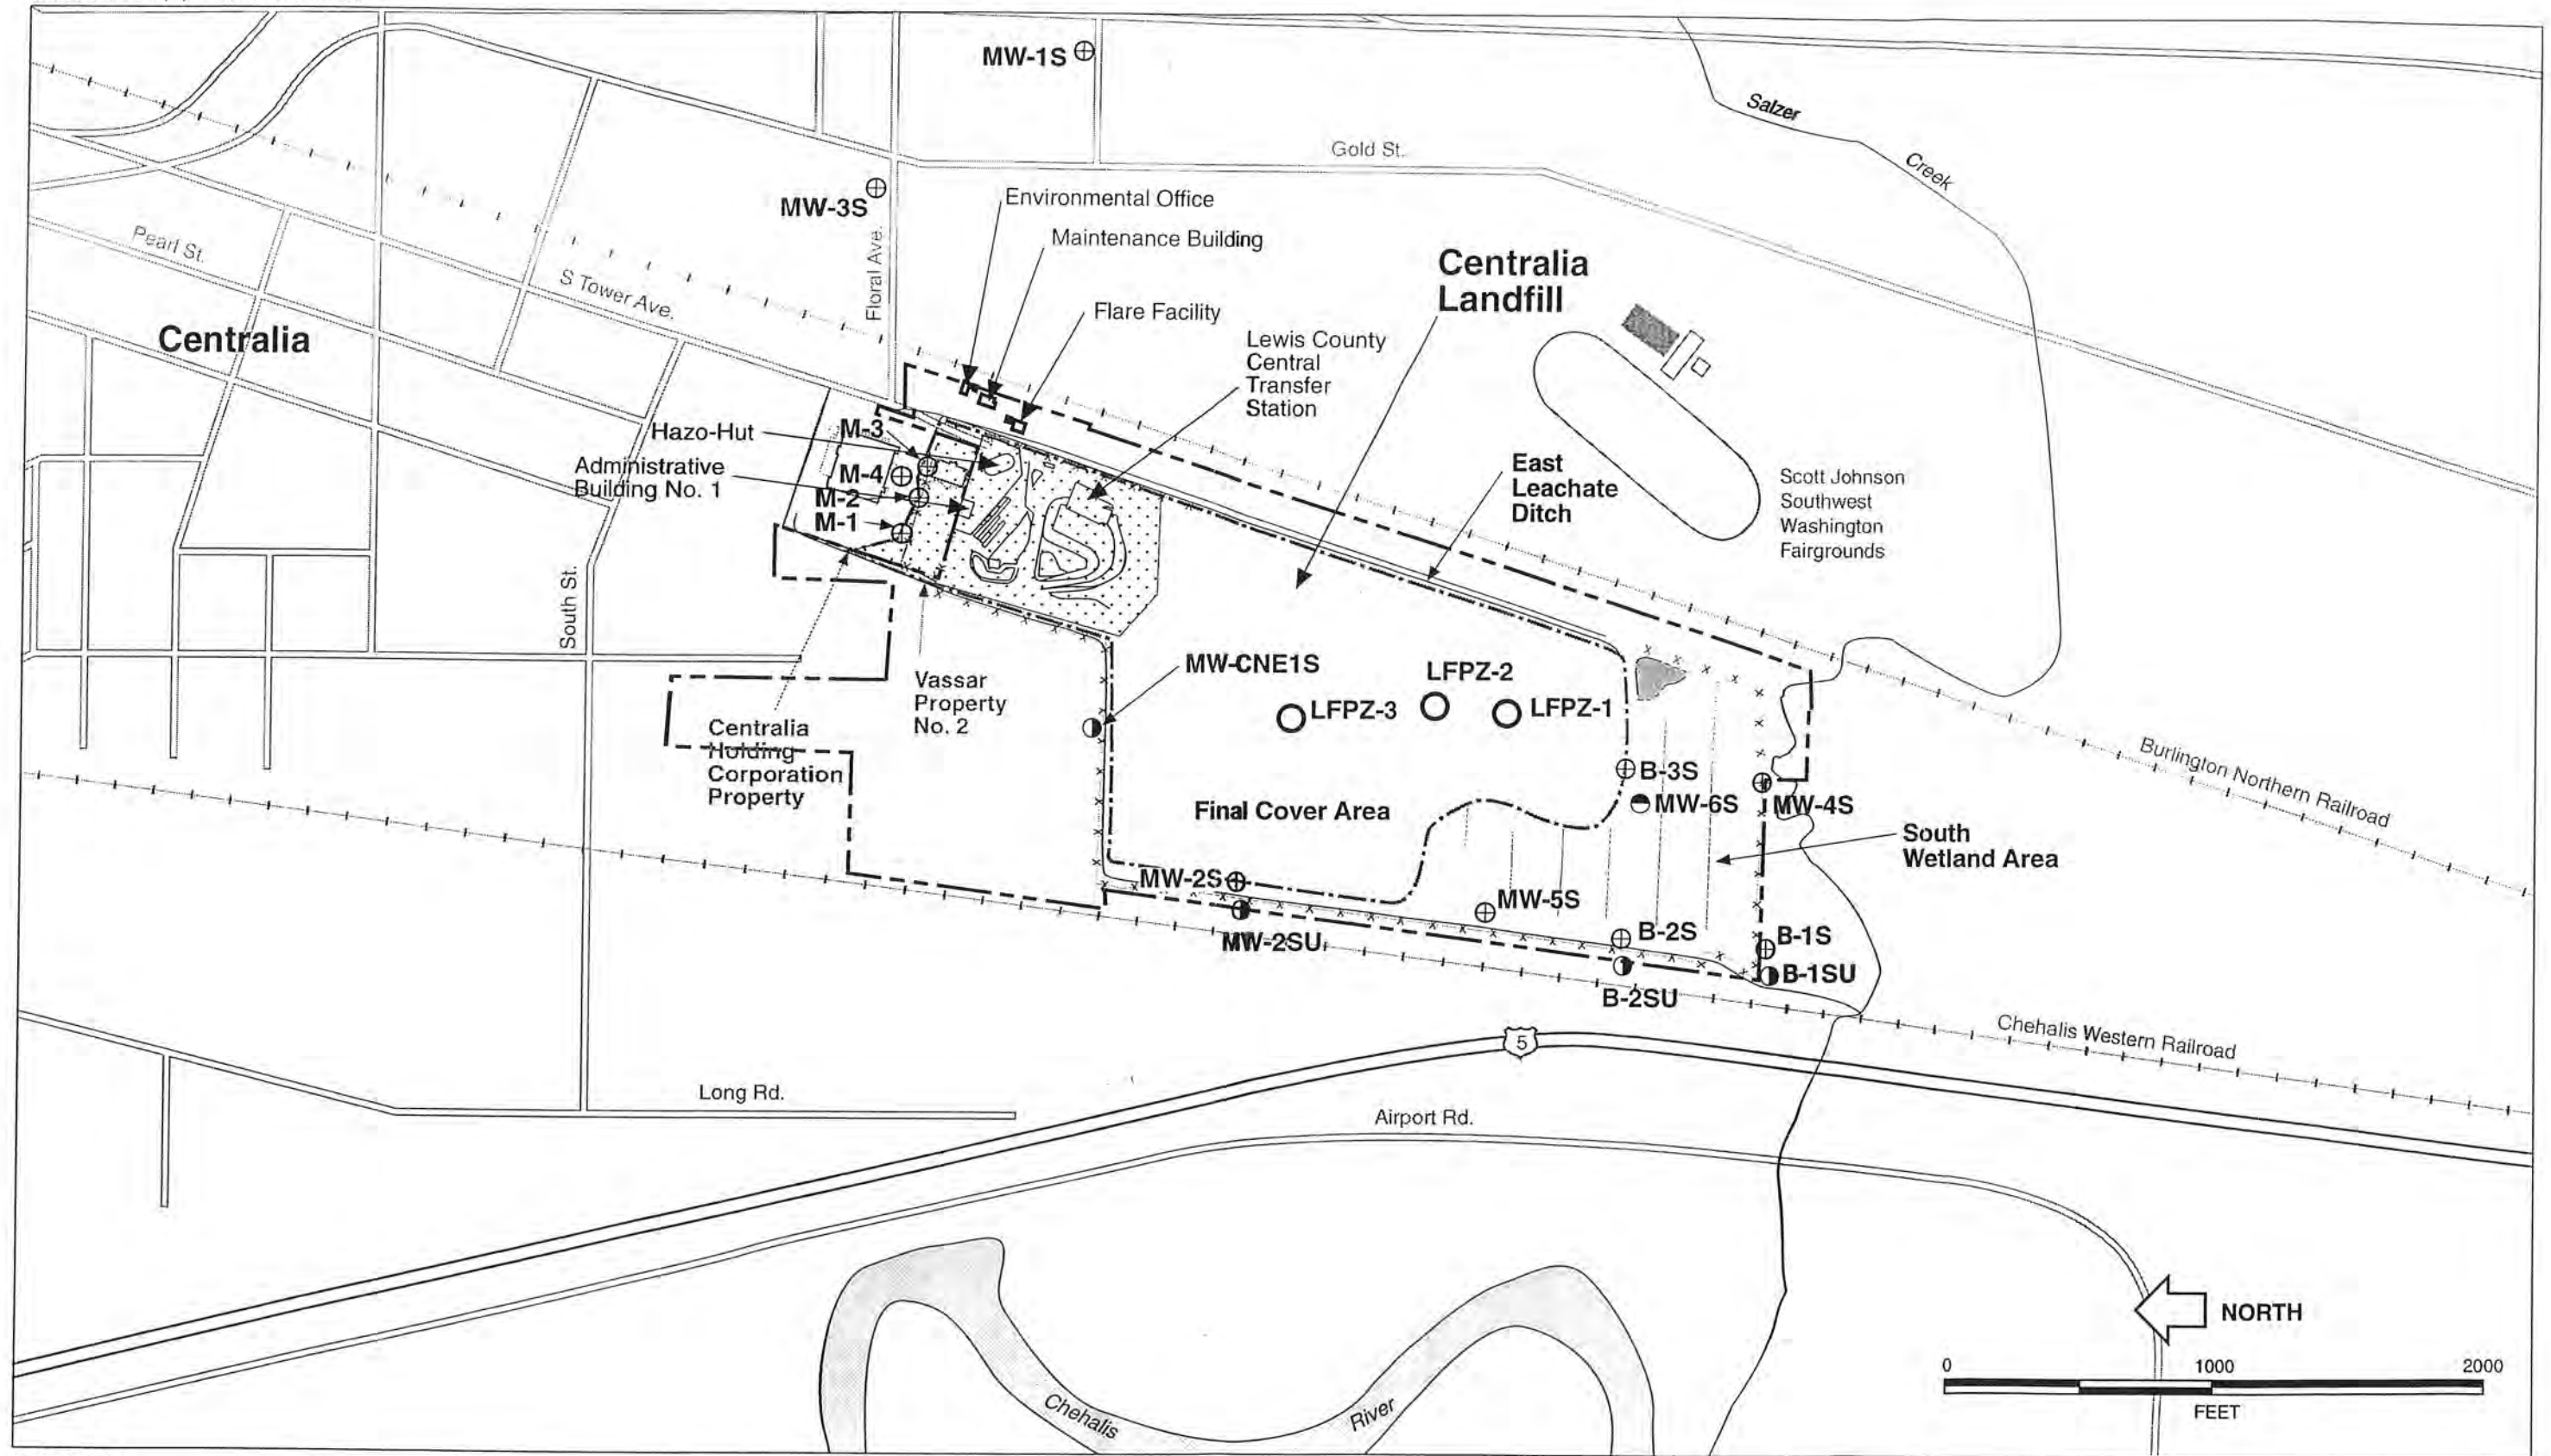 MW-1S
Salzer
Creek
Gold St.
MW-3S
Environmental Office
Maintenance Building
Floral Ave.
Pearl St.
S Tower Ave.
Centralia
Centralia
Landfill
Flare Facility
Lewis County
Central
Transfer
Station
Hazo-Hut
M-3
Administrative
Building No. 1
M-4
M-2
M-1
East
Leachate
Ditch
Scott Johnson
Southwest
Washington
Fairgrounds
South St.
MW-CNE1S
LFPZ-2
LFPZ-3
LFPZ-1
Vassar
Property
No. 2
Centralia
Holding
Corporation
Property
B-3S
MW-6S
MW-4S
Burlington Northern Railroad
Final Cover Area
South
Wetland Area
MW-2S
MW-5S
MW-2SU
B-2S
B-1S
B-1SU
B-2SU
Chehalis Western Railroad
5
Long Rd.
Airport Rd.
NORTH
Chehalis
River
0 1000 2000
FEET